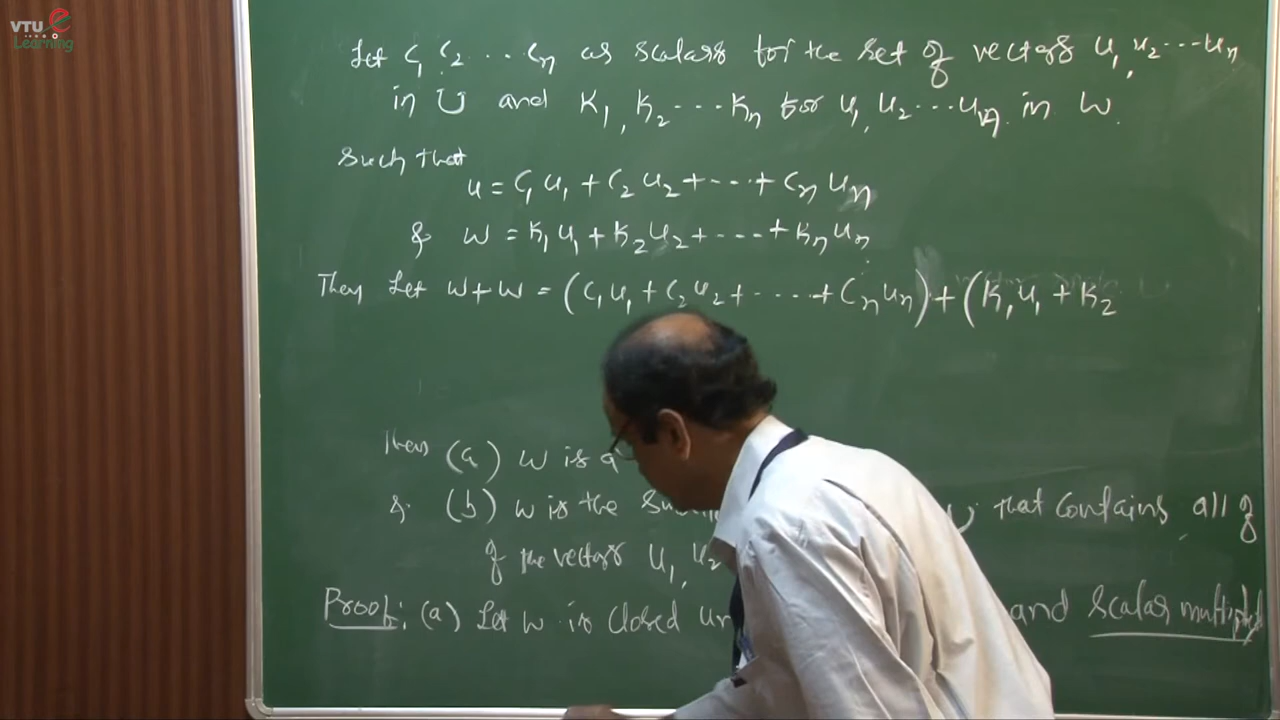 VTU e
Learning
Let C₁ C₂ ... Cₙ as scalars for the set of vectors u₁, u₂ --- uₙ
in U and K₁, K₂ --- Kₙ for u₁, u₂ --- uₙ in W.
Such that
u = C₁u₁ + C₂u₂ + --- + Cₙuₙ
& W = K₁u₁ + K₂u₂ + --- + Kₙuₙ
Then Let W+W = (C₁u₁ + C₂u₂ + ---- + Cₙuₙ) + (K₁u₁ + K₂
Then (a) W is a
& (b) W is the U that contains all of
of the vectors u₁, u₂
Proof: (a) Let W is closed and scalar